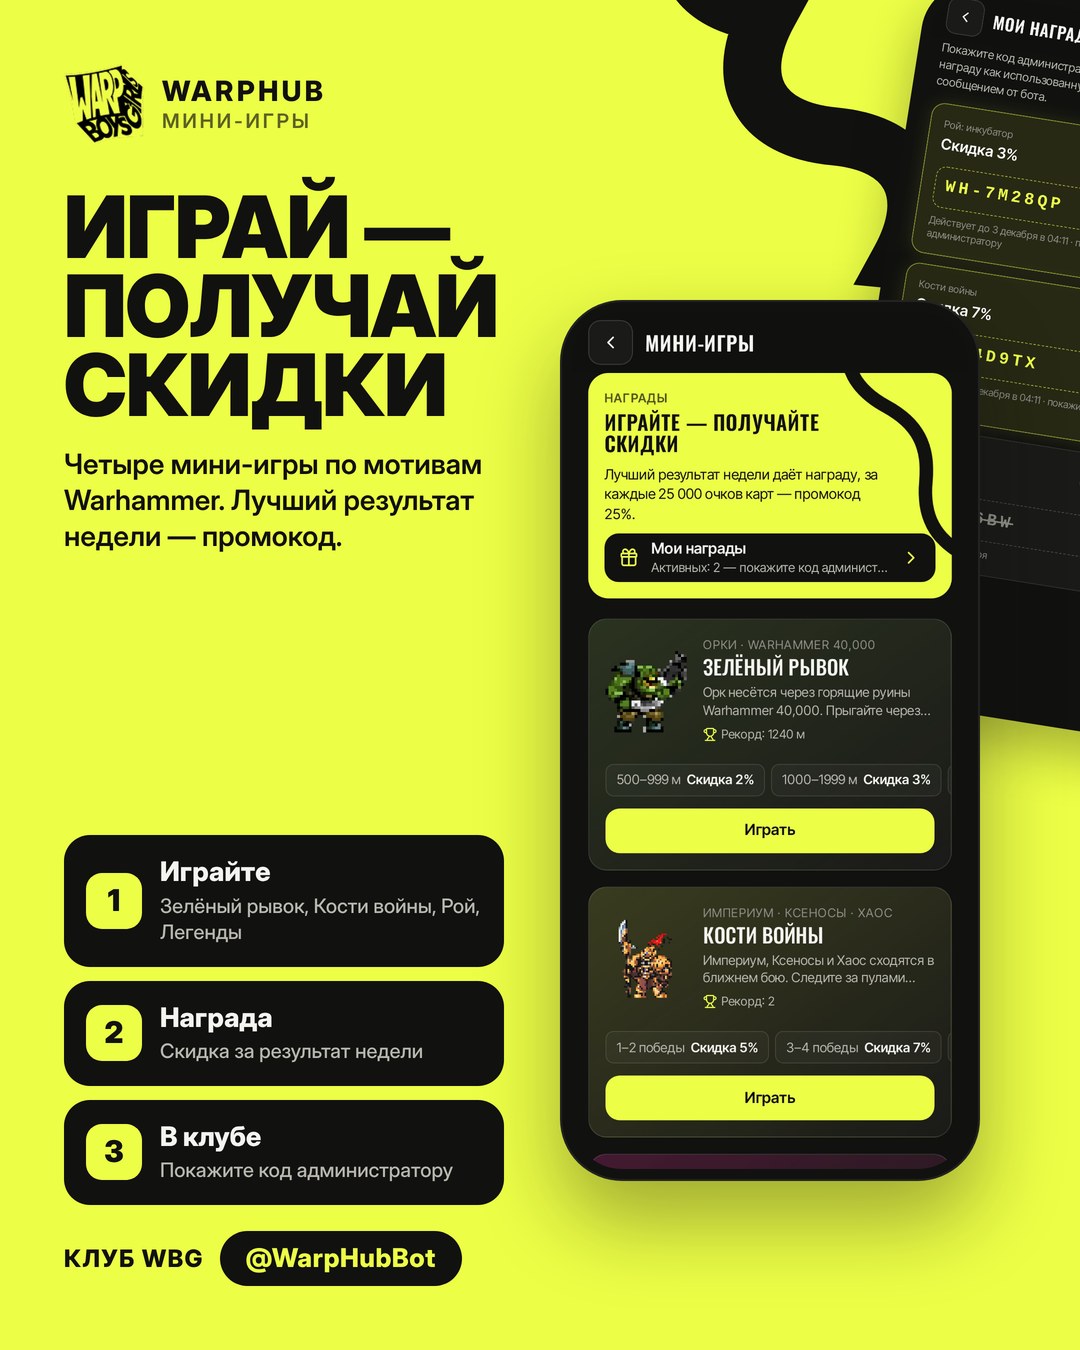 WARP
BOYS
GIRLS
WARPHUB
МИНИ-ИГРЫ
ИГРАЙ —
ПОЛУЧАЙ
СКИДКИ
Четыре мини-игры по мотивам
Warhammer. Лучший результат
недели — промокод.
1
Играйте
Зелёный рывок, Кости войны, Рой,
Легенды
2
Награда
Скидка за результат недели
3
В клубе
Покажите код администратору
КЛУБ WBG
@WarpHubBot
МОИ
Покажите код
награду как
сообщением от бота.
Рой: инкубатор
Скидка 3%
WH-7M28QP
Действует до 3 декабря в 04:11 ·
администратору
Кости войны
7%
D9TX
в 04:11 ·
МИНИ-ИГРЫ
НАГРАДЫ
ИГРАЙТЕ — ПОЛУЧАЙТЕ
СКИДКИ
Лучший результат недели даёт награду, за
каждые 25 000 очков карт — промокод
25%.
Мои награды
Активных: 2 — покажите код админист...
ОРКИ · WARHAMMER 40,000
ЗЕЛЁНЫЙ РЫВОК
Орк несётся через горящие руины
Warhammer 40,000. Прыгайте через...
Рекорд: 1240 м
500–999 м Скидка 2%
1000–1999 м Скидка 3%
Играть
ИМПЕРИУМ · КСЕНОСЫ · ХАОС
КОСТИ ВОЙНЫ
Империум, Ксеносы и Хаос сходятся в
ближнем бою. Следите за пулами...
Рекорд: 2
1–2 победы Скидка 5%
3–4 победы Скидка 7%
Играть